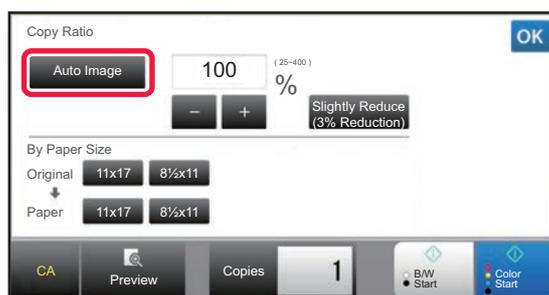 Copy Ratio
OK
Auto Image
100
( 25~400 )
%
−
+
Slightly Reduce
(3% Reduction)
By Paper Size
Original
11x17
8½x11
Paper
11x17
8½x11
CA
Preview
Copies
1
B/W
Start
Color
Start